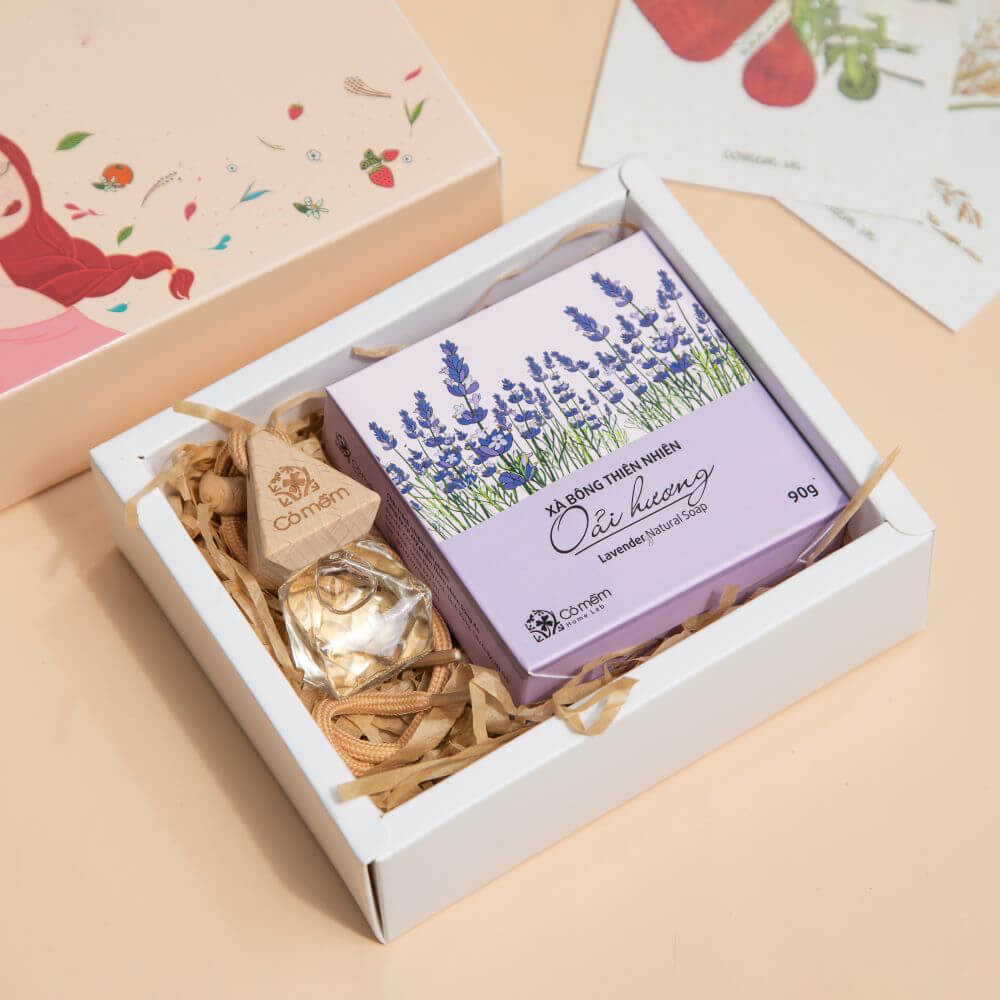 XÀ BÔNG THIÊN NHIÊN
Oải hương
Lavender Natural Soap
90g
Cỏ mềm
Home Lab
Cỏ mềm